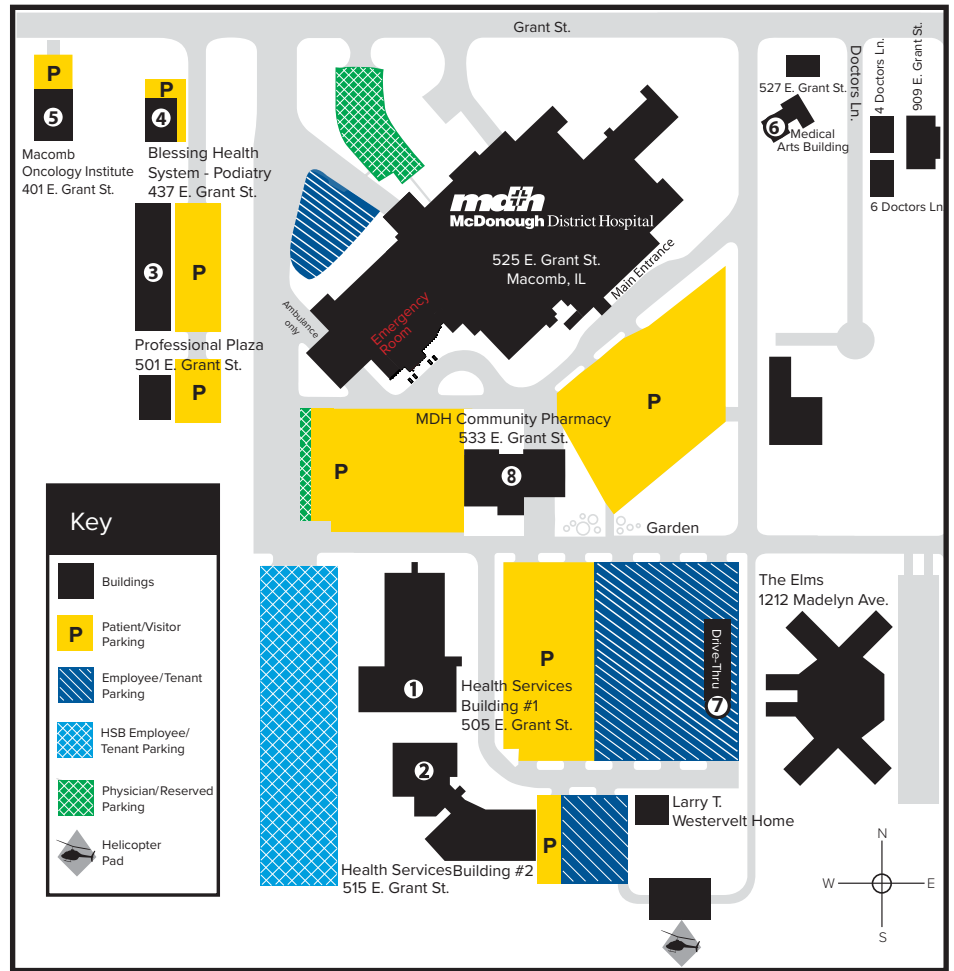 Grant St.
P
5
Macomb
Oncology Institute
401 E. Grant St.
P
4
Blessing Health
System - Podiatry
437 E. Grant St.
3
P
Professional Plaza
501 E. Grant St.
P
mdh
McDonough District Hospital
525 E. Grant St.
Macomb, IL
Main Entrance
Emergency
Room
Ambulance
only
527 E. Grant St.
6
Medical
Arts Building
Doctors Ln.
4 Doctors Ln.
909 E. Grant St.
6 Doctors Ln
P
MDH Community Pharmacy
533 E. Grant St.
P
8
Garden
Key
Buildings
P
Patient/Visitor
Parking
Employee/Tenant
Parking
HSB Employee/
Tenant Parking
Physician/Reserved
Parking
Helicopter
Pad
1
Health Services
Building #1
505 E. Grant St.
P
Drive-Thru
7
The Elms
1212 Madelyn Ave.
2
Health Services Building #2
515 E. Grant St.
P
Larry T.
Westervelt Home
N
W
E
S